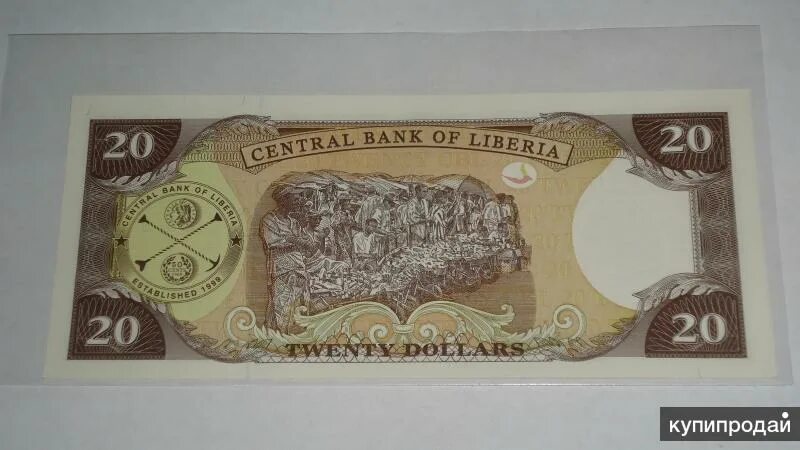 20
CENTRAL BANK OF LIBERIA
20
CENTRAL BANK OF LIBERIA
ESTABLISHED 1999
20
TWENTY DOLLARS
20
купипродай